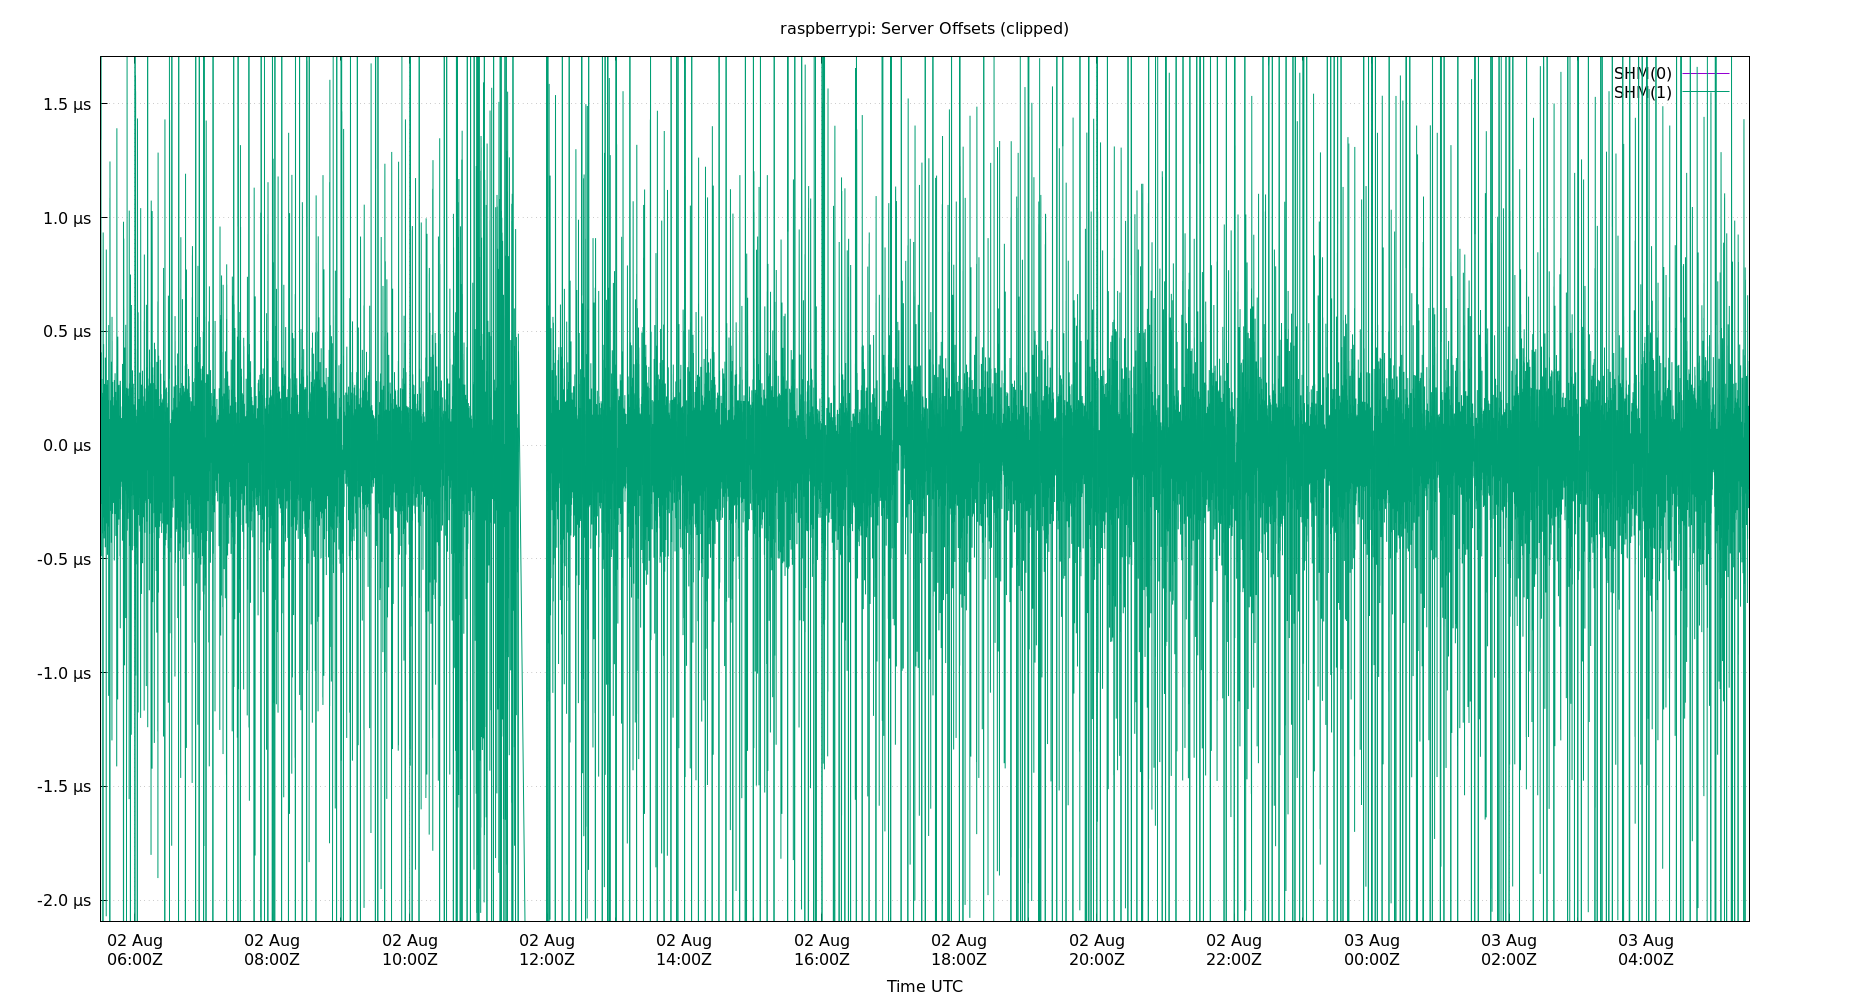 raspberrypi: Server Offsets (clipped)
SHM(0)
SHM(1)
1.5 µs
1.0 µs
0.5 µs
0.0 µs
-0.5 µs
-1.0 µs
-1.5 µs
-2.0 µs
02 Aug 02 Aug 02 Aug 02 Aug 02 Aug 02 Aug 02 Aug 02 Aug 02 Aug 03 Aug 03 Aug 03 Aug
06:00Z 08:00Z 10:00Z 12:00Z 14:00Z 16:00Z 18:00Z 20:00Z 22:00Z 00:00Z 02:00Z 04:00Z
Time UTC